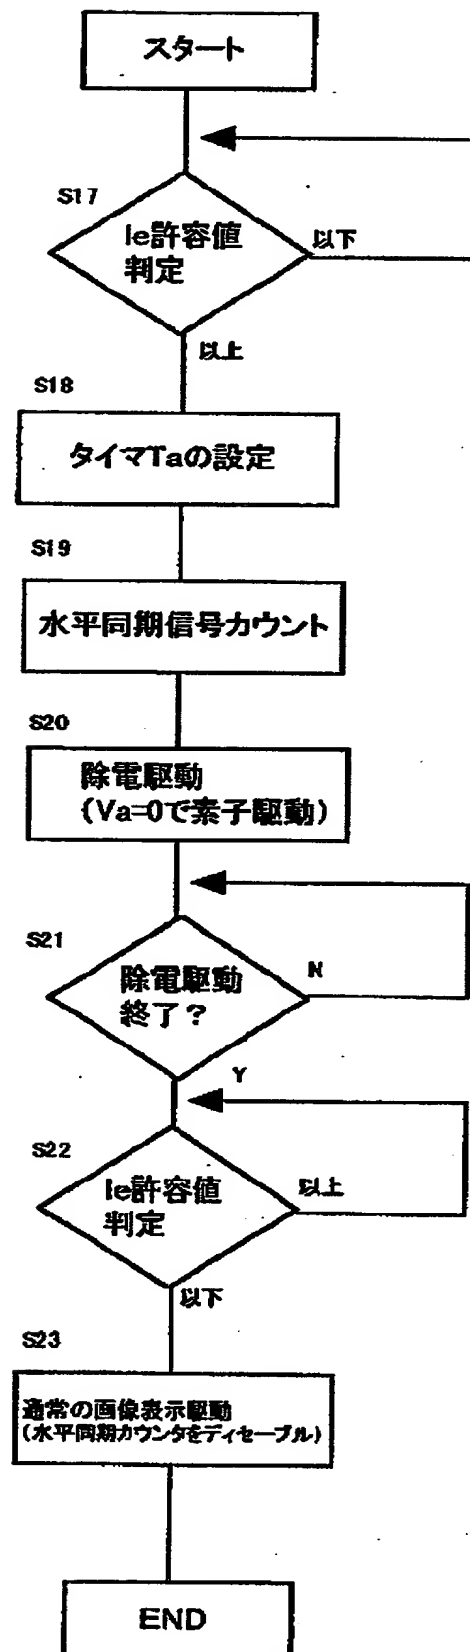 スタート
S17
Ie許容値
判定
以下
以上
S18
タイマTaの設定
S19
水平同期信号カウント
S20
除電駆動
(Va=0で素子駆動)
S21
除電駆動
終了?
N
Y
S22
Ie許容値
判定
以上
以下
S23
通常の画像表示駆動
(水平同期カウンタをディセーブル)
END